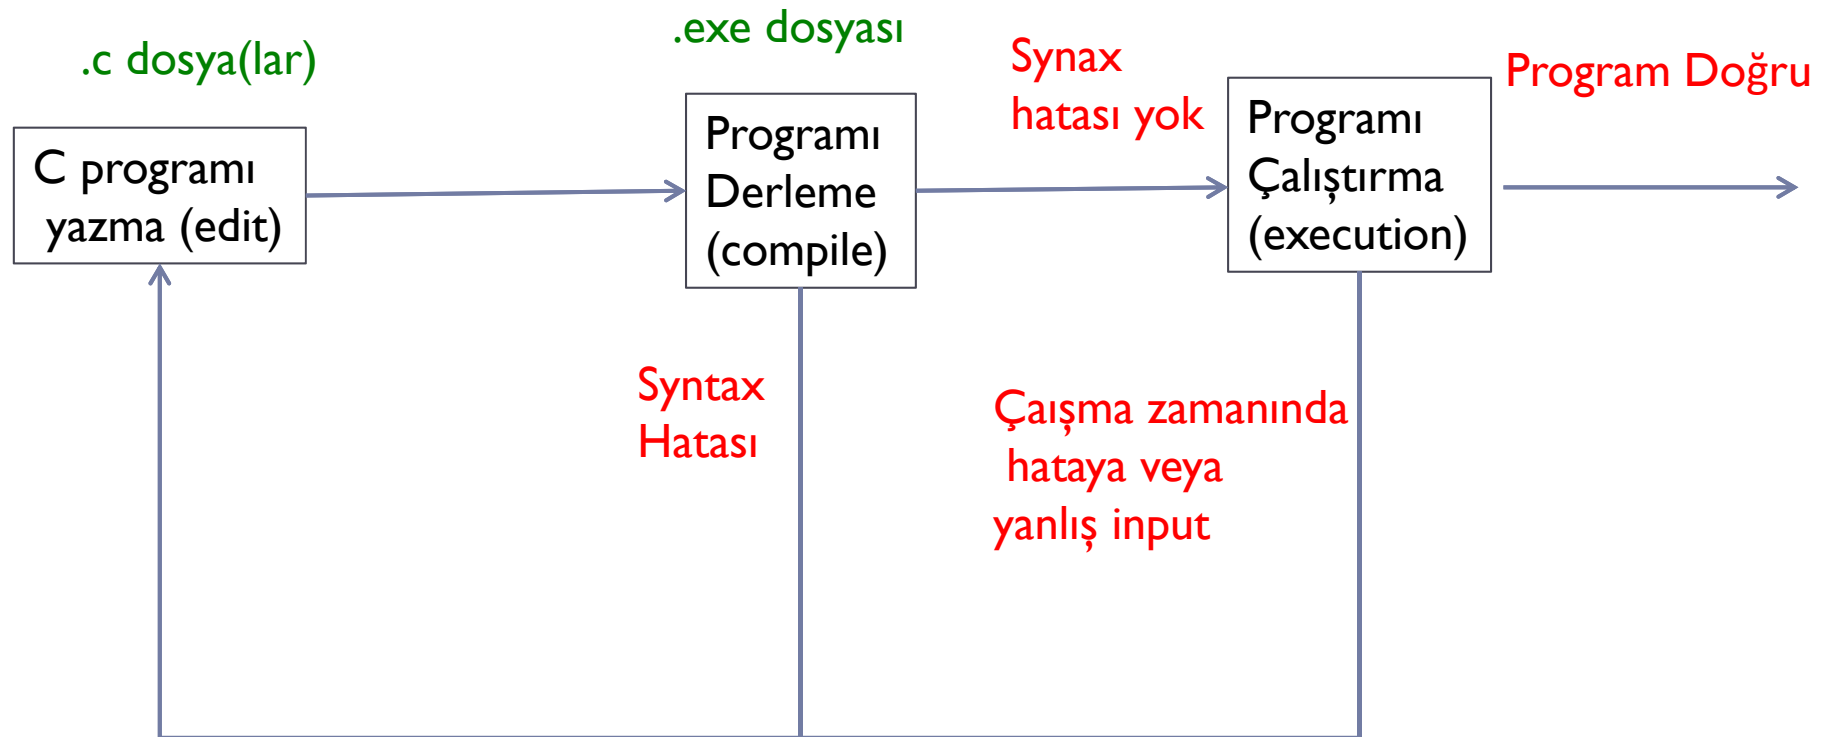 .c dosya(lar)
.exe dosyası
Synax
hatası yok
Program Doğru
C programı
yazma (edit)
Programı
Derleme
(compile)
Programı
Çalıştırma
(execution)
Syntax
Hatası
Çaışma zamanında
hataya veya
yanlış input